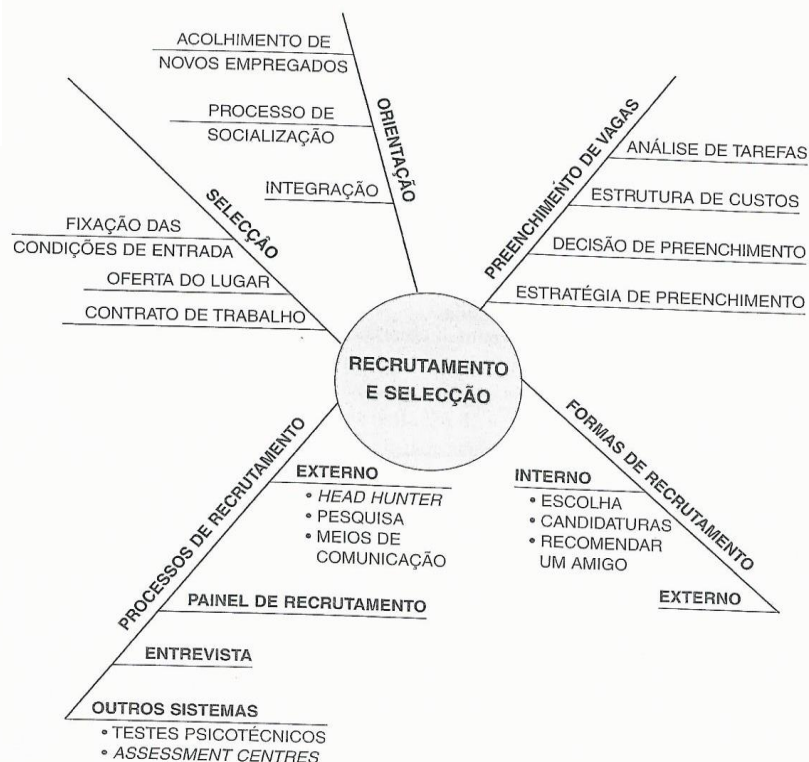 ACOLHIMENTO DE
NOVOS EMPREGADOS
PROCESSO DE
SOCIALIZAÇÃO
INTEGRAÇÃO
ORIENTAÇÃO
SELECÇÃO
FIXAÇÃO DAS
CONDIÇÕES DE ENTRADA
OFERTA DO LUGAR
CONTRATO DE TRABALHO
PREENCHIMENTO DE VAGAS
ANÁLISE DE TAREFAS
ESTRUTURA DE CUSTOS
DECISÃO DE PREENCHIMENTO
ESTRATÉGIA DE PREENCHIMENTO
RECRUTAMENTO
E SELECÇÃO
PROCESSOS DE RECRUTAMENTO
EXTERNO
• HEAD HUNTER
• PESQUISA
• MEIOS DE
COMUNICAÇÃO
PAINEL DE RECRUTAMENTO
ENTREVISTA
OUTROS SISTEMAS
• TESTES PSICOTÉCNICOS
• ASSESSMENT CENTRES
FORMAS DE RECRUTAMENTO
INTERNO
• ESCOLHA
• CANDIDATURAS
• RECOMENDAR
UM AMIGO
EXTERNO